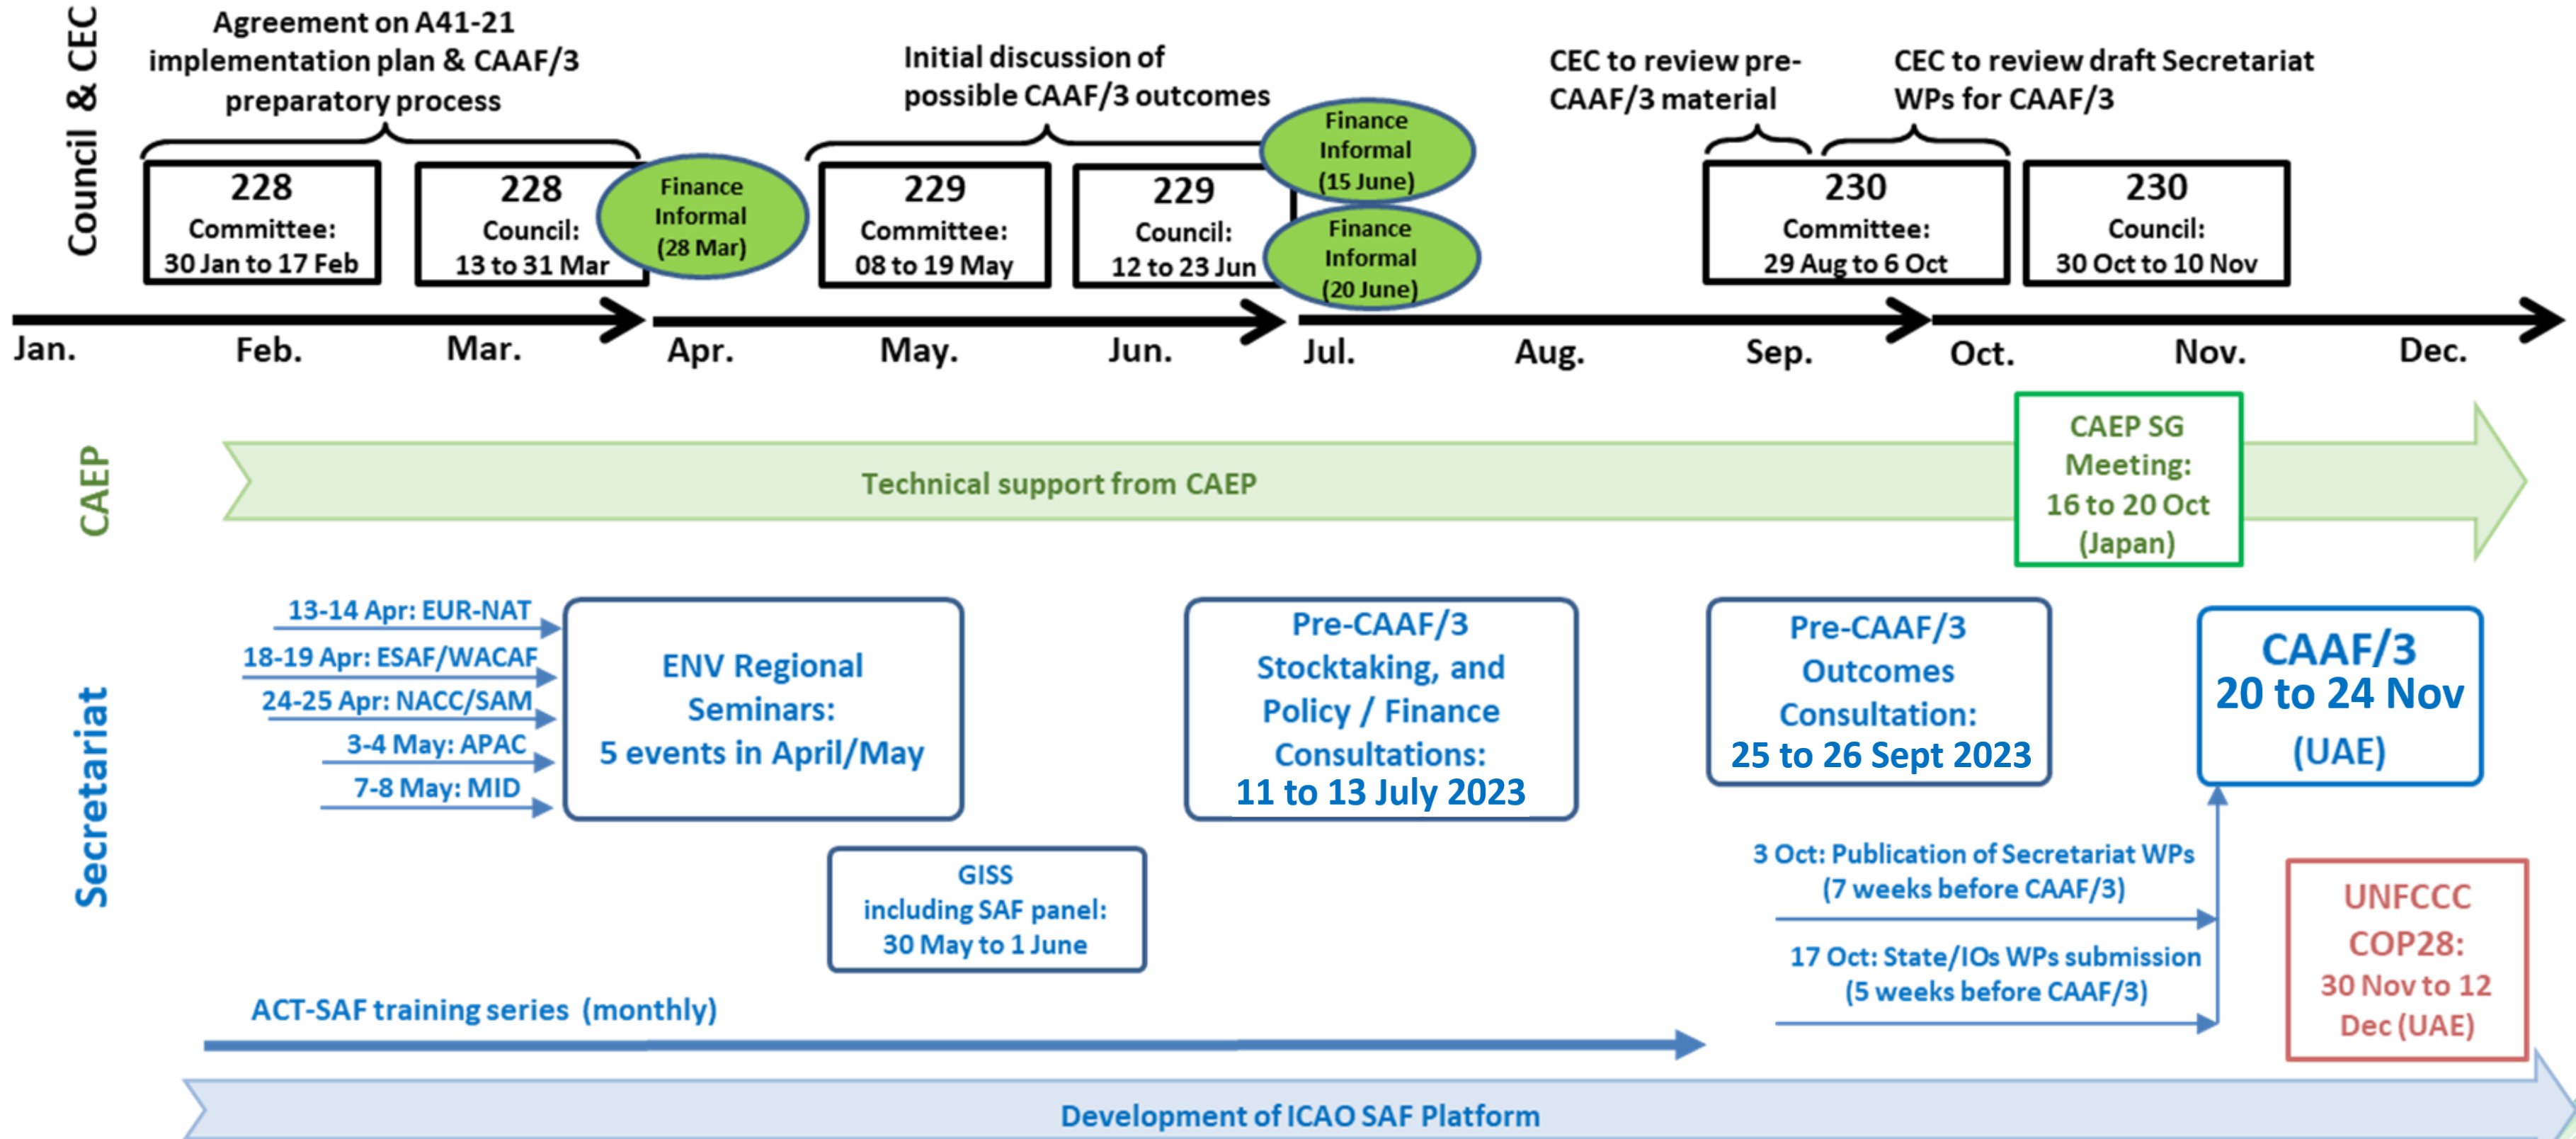 Council & CEC
Agreement on A41-21
implementation plan & CAAF/3
preparatory process
Initial discussion of
possible CAAF/3 outcomes
CEC to review pre-
CAAF/3 material
CEC to review draft Secretariat
WPs for CAAF/3
228
Committee:
30 Jan to 17 Feb
228
Council:
13 to 31 Mar
Finance
Informal
(28 Mar)
229
Committee:
08 to 19 May
229
Council:
12 to 23 Jun
Finance
Informal
(15 June)
Finance
Informal
(20 June)
230
Committee:
29 Aug to 6 Oct
230
Council:
30 Oct to 10 Nov
Jan.
Feb.
Mar.
Apr.
May.
Jun.
Jul.
Aug.
Sep.
Oct.
Nov.
Dec.
CAEP
Technical support from CAEP
CAEP SG
Meeting:
16 to 20 Oct
(Japan)
Secretariat
13-14 Apr: EUR-NAT
18-19 Apr: ESAF/WACAF
24-25 Apr: NACC/SAM
3-4 May: APAC
7-8 May: MID
ENV Regional
Seminars:
5 events in April/May
Pre-CAAF/3
Stocktaking, and
Policy / Finance
Consultations:
11 to 13 July 2023
Pre-CAAF/3
Outcomes
Consultation:
25 to 26 Sept 2023
CAAF/3
20 to 24 Nov
(UAE)
GISS
including SAF panel:
30 May to 1 June
3 Oct: Publication of Secretariat WPs
(7 weeks before CAAF/3)
17 Oct: State/IOs WPs submission
(5 weeks before CAAF/3)
UNFCCC
COP28:
30 Nov to 12
Dec (UAE)
ACT-SAF training series (monthly)
Development of ICAO SAF Platform